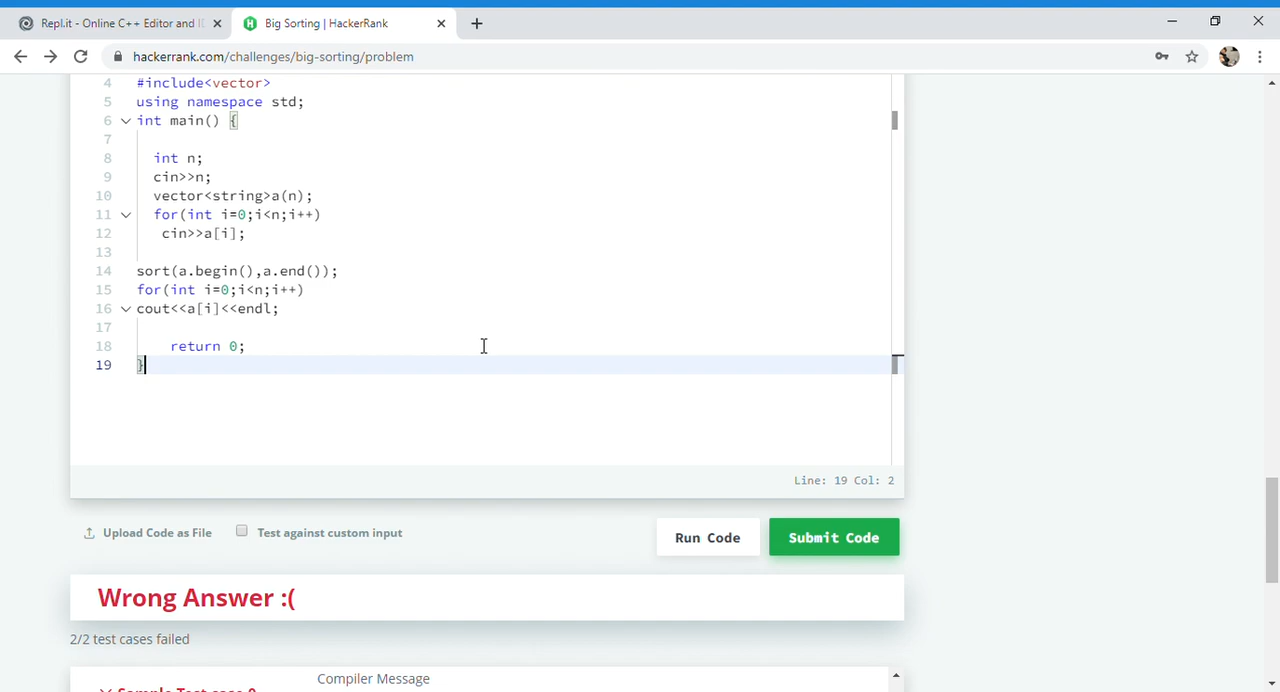 Repl.it - Online C++ Editor and I
Big Sorting | HackerRank
hackerrank.com/challenges/big-sorting/problem
4 #include<vector>
5 using namespace std;
6 int main() {
7
8 int n;
9 cin>>n;
10 vector<string>a(n);
11 for(int i=0;i<n;i++)
12 cin>>a[i];
13
14 sort(a.begin(),a.end());
15 for(int i=0;i<n;i++)
16 cout<<a[i]<<endl;
17
18 return 0;
19 }
Line: 19 Col: 2
Upload Code as File
Test against custom input
Run Code
Submit Code
Wrong Answer :(
2/2 test cases failed
Compiler Message
Sample Test case 0